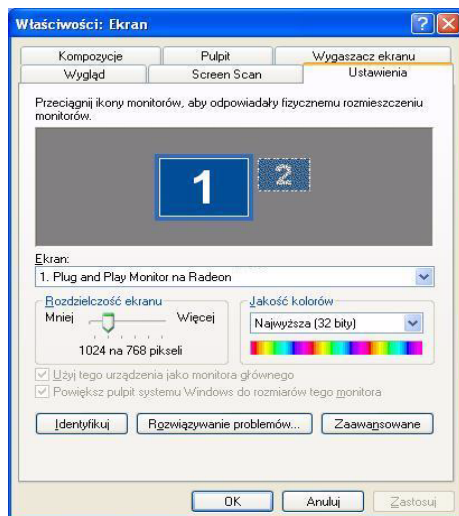 Właściwości: Ekran
Kompozycje Pulpit Wygaszacz ekranu
Wygląd Screen Scan Ustawienia
Przeciągnij ikony monitorów, aby odpowiadały fizycznemu rozmieszczeniu
monitorów.
1 2
Ekran:
1. Plug and Play Monitor na Radeon
Rozdzielczość ekranu Jakość kolorów
Mniej Więcej Najwyższa (32 bity)
1024 na 768 pikseli
Użyj tego urządzenia jako monitora głównego
Powiększ pulpit systemu Windows do rozmiarów tego monitora
Identyfikuj Rozwiązywanie problemów... Zaawansowane
OK Anuluj Zastosuj